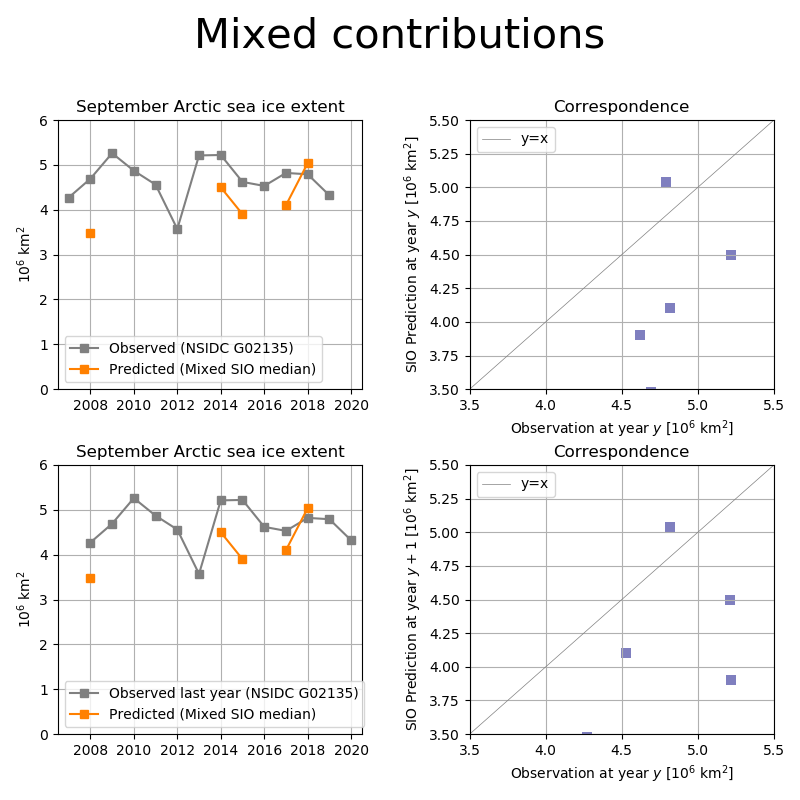 Mixed contributions
September Arctic sea ice extent
6
5
4
3
2
1
0
10⁶ km²
Observed (NSIDC G02135)
Predicted (Mixed SIO median)
2008 2010 2012 2014 2016 2018 2020
Correspondence
y=x
5.50
5.25
5.00
4.75
4.50
4.25
4.00
3.75
3.50
SIO Prediction at year y [10⁶ km²]
3.5 4.0 4.5 5.0 5.5
Observation at year y [10⁶ km²]
September Arctic sea ice extent
6
5
4
3
2
1
0
10⁶ km²
Observed last year (NSIDC G02135)
Predicted (Mixed SIO median)
2008 2010 2012 2014 2016 2018 2020
Correspondence
y=x
5.50
5.25
5.00
4.75
4.50
4.25
4.00
3.75
3.50
SIO Prediction at year y + 1 [10⁶ km²]
3.5 4.0 4.5 5.0 5.5
Observation at year y [10⁶ km²]